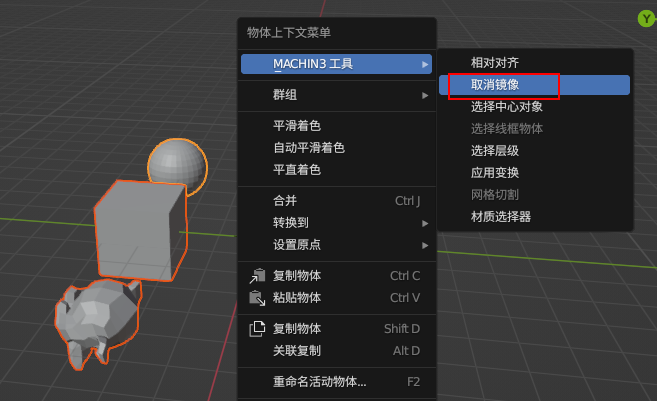 Y
物体上下文菜单
MACHIN3 工具
群组
平滑着色
自动平滑着色
平直着色
合并 Ctrl J
转换到
设置原点
复制物体 Ctrl C
粘贴物体 Ctrl V
复制物体 Shift D
关联复制 Alt D
重命名活动物体... F2
相对对齐
取消镜像
选择中心对象
选择线框物体
选择层级
应用变换
网格切割
材质选择器